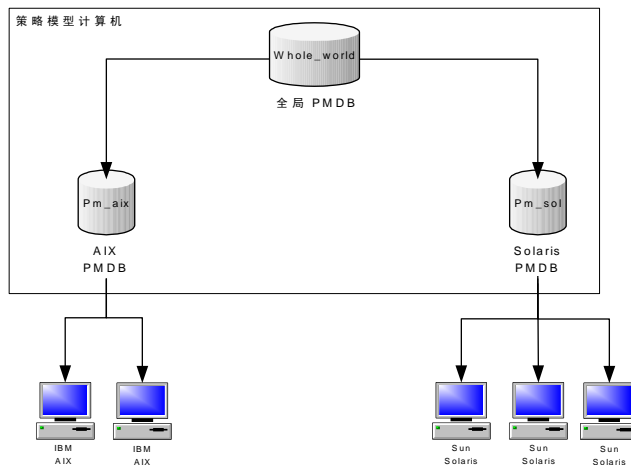 策略模型计算机
Whole_world
全局 PMDB
Pm_aix
Pm_sol
AIX
PMDB
Solaris
PMDB
IBM
AIX
IBM
AIX
Sun
Solaris
Sun
Solaris
Sun
Solaris